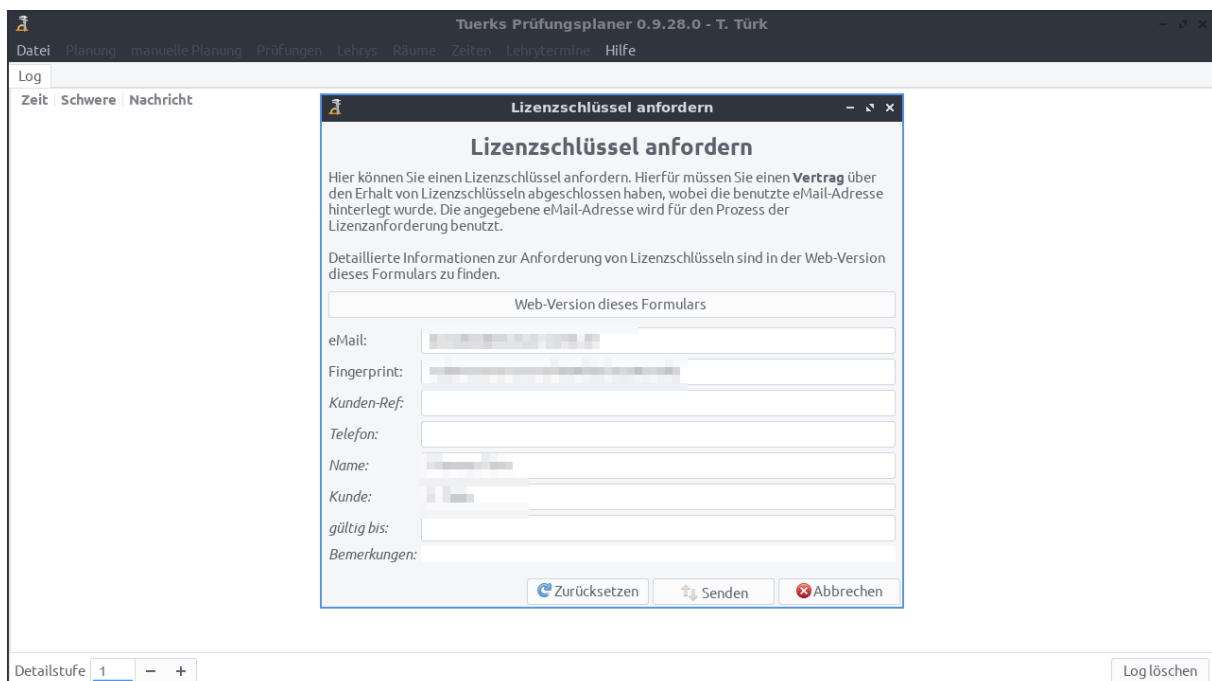 Tuerks Prüfungsplaner 0.9.28.0 - T. Türk
Datei Planung manuelle Planung Prüfungen Lehrys Räume Zeiten Lehrytermine Hilfe
Log
Zeit Schwere Nachricht
Lizenzschlüssel anfordern
Lizenzschlüssel anfordern
Hier können Sie einen Lizenzschlüssel anfordern. Hierfür müssen Sie einen Vertrag über
den Erhalt von Lizenzschlüsseln abgeschlossen haben, wobei die benutzte eMail-Adresse
hinterlegt wurde. Die angegebene eMail-Adresse wird für den Prozess der
Lizenzanforderung benutzt.
Detaillierte Informationen zur Anforderung von Lizenzschlüsseln sind in der Web-Version
dieses Formulars zu finden.
Web-Version dieses Formulars
eMail:
Fingerprint:
Kunden-Ref:
Telefon:
Name:
Kunde:
gültig bis:
Bemerkungen:
Zurücksetzen Senden Abbrechen
Detailstufe 1 − + Log löschen